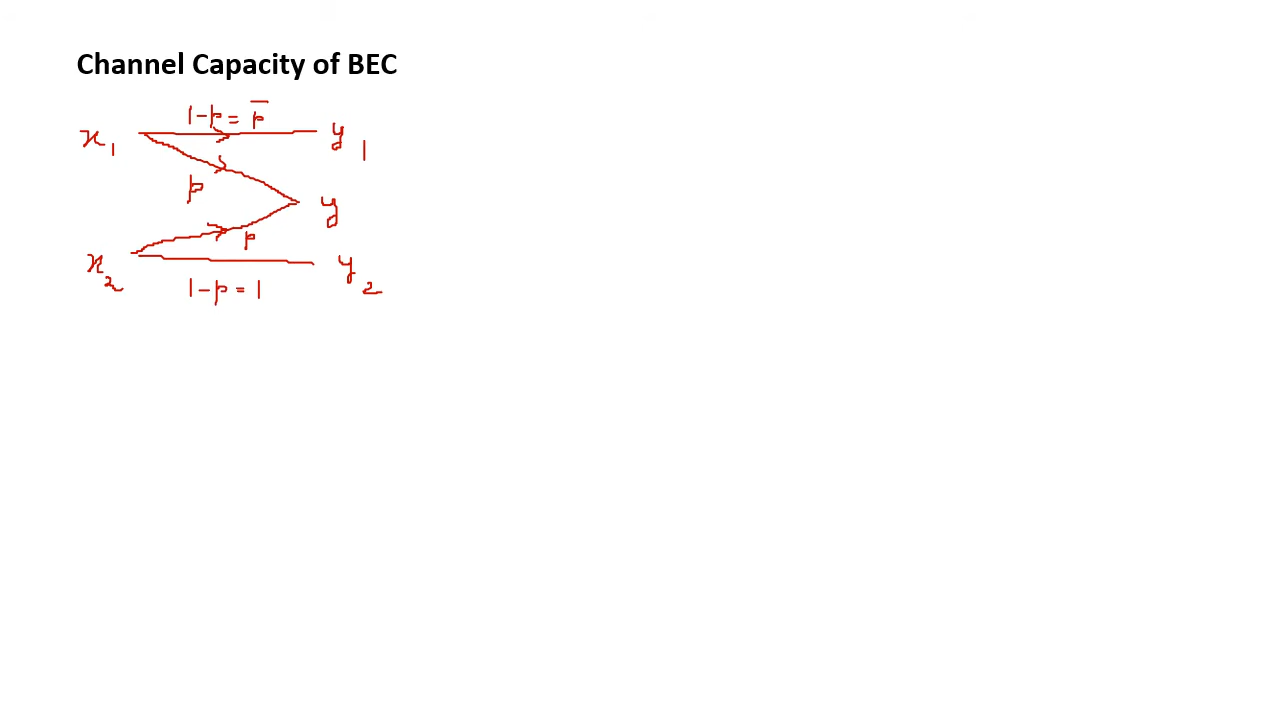 Channel Capacity of BEC
1-p = p̅
x₁ y₁
p
y
p
x₂ y₂
1-p = 1